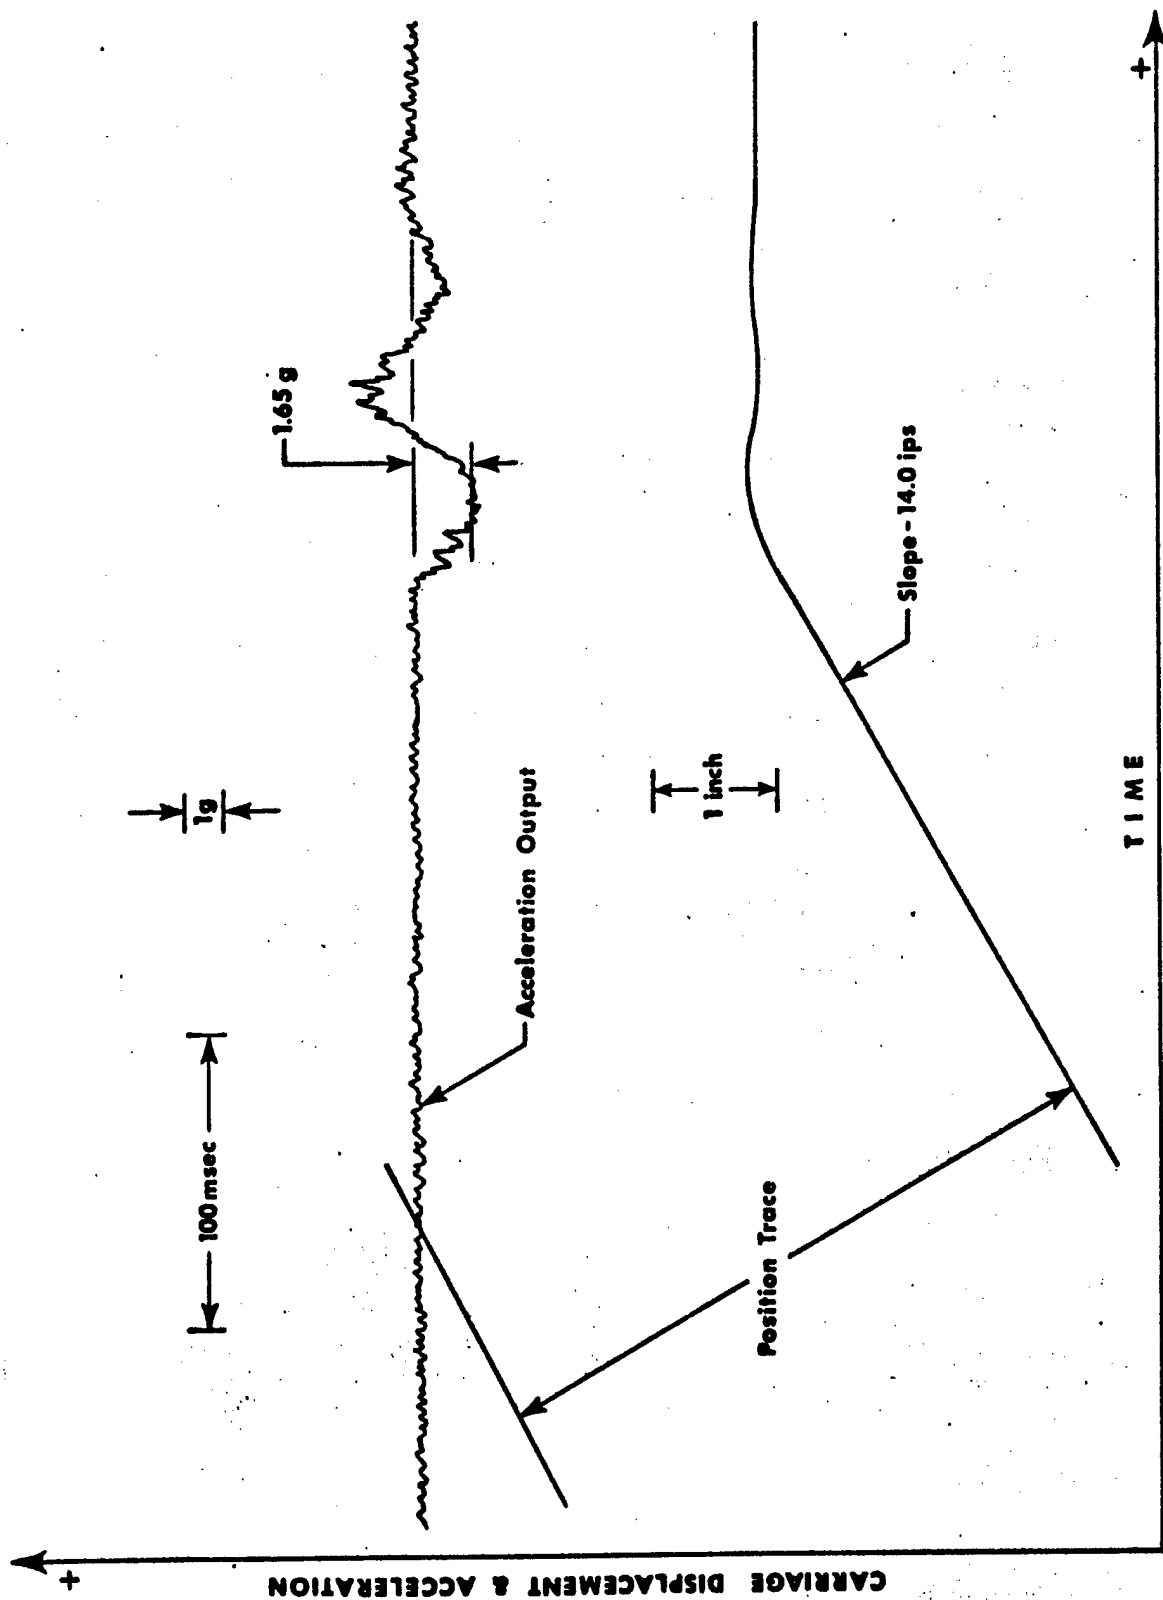 CARRIAGE DISPLACEMENT & ACCELERATION
+
100 msec
1g
1.65 g
Acceleration Output
1 inch
Position Trace
Slope - 14.0 ips
TIME
+